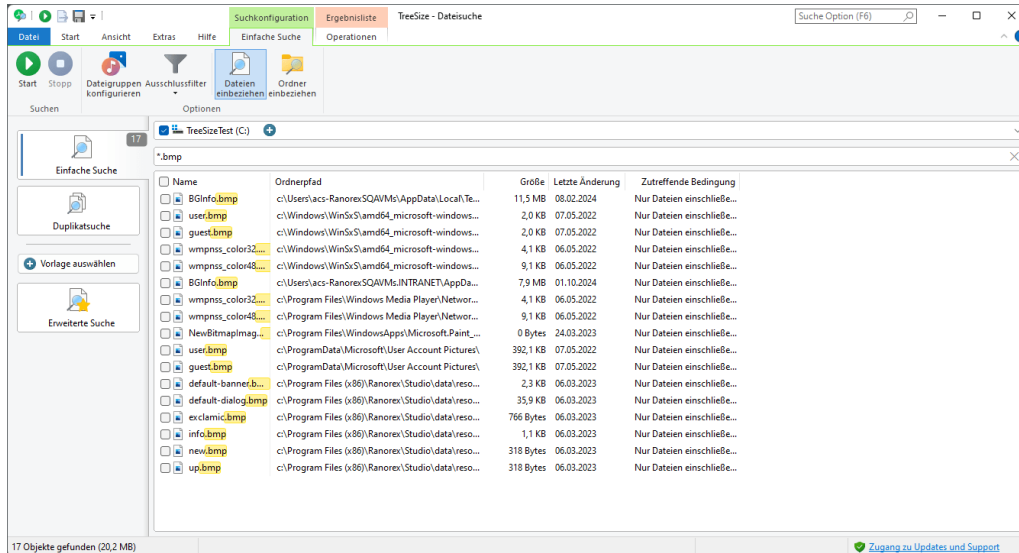 Suchkonfiguration Ergebnisliste TreeSize - Dateisuche Suche Option (F6)
Datei Start Ansicht Extras Hilfe Einfache Suche Operationen
Start Stopp Dateigruppen konfigurieren Ausschlussfilter Dateien einbeziehen Ordner einbeziehen
Suchen Optionen
17
Einfache Suche
Duplikatsuche
Vorlage auswählen
Erweiterte Suche
TreeSizeTest (C:)
*.bmp
Name Ordnerpfad Größe Letzte Änderung Zutreffende Bedingung
BGInfo.bmp c:\Users\acs-RanorexSQAVMs\AppData\Local\Te... 11,5 MB 08.02.2024 Nur Dateien einschließe...
user.bmp c:\Windows\WinSxS\amd64_microsoft-windows... 2,0 KB 07.05.2022 Nur Dateien einschließe...
guest.bmp c:\Windows\WinSxS\amd64_microsoft-windows... 2,0 KB 07.05.2022 Nur Dateien einschließe...
wmpnss_color32.... c:\Windows\WinSxS\amd64_microsoft-windows... 4,1 KB 06.05.2022 Nur Dateien einschließe...
wmpnss_color48.... c:\Windows\WinSxS\amd64_microsoft-windows... 9,1 KB 06.05.2022 Nur Dateien einschließe...
BGInfo.bmp c:\Users\acs-RanorexSQAVMs.INTRANET\AppDa... 7,9 MB 01.10.2024 Nur Dateien einschließe...
wmpnss_color32.... c:\Program Files\Windows Media Player\Networ... 4,1 KB 06.05.2022 Nur Dateien einschließe...
wmpnss_color48.... c:\Program Files\Windows Media Player\Networ... 9,1 KB 06.05.2022 Nur Dateien einschließe...
NewBitmapImag... c:\Program Files\WindowsApps\Microsoft.Paint_... 0 Bytes 24.03.2023 Nur Dateien einschließe...
user.bmp c:\ProgramData\Microsoft\User Account Pictures\ 392,1 KB 07.05.2022 Nur Dateien einschließe...
guest.bmp c:\ProgramData\Microsoft\User Account Pictures\ 392,1 KB 07.05.2022 Nur Dateien einschließe...
default-banner.b... c:\Program Files (x86)\Ranorex\Studio\data\reso... 2,3 KB 06.03.2023 Nur Dateien einschließe...
default-dialog.bmp c:\Program Files (x86)\Ranorex\Studio\data\reso... 35,9 KB 06.03.2023 Nur Dateien einschließe...
exclamic.bmp c:\Program Files (x86)\Ranorex\Studio\data\reso... 766 Bytes 06.03.2023 Nur Dateien einschließe...
info.bmp c:\Program Files (x86)\Ranorex\Studio\data\reso... 1,1 KB 06.03.2023 Nur Dateien einschließe...
new.bmp c:\Program Files (x86)\Ranorex\Studio\data\reso... 318 Bytes 06.03.2023 Nur Dateien einschließe...
up.bmp c:\Program Files (x86)\Ranorex\Studio\data\reso... 318 Bytes 06.03.2023 Nur Dateien einschließe...
17 Objekte gefunden (20,2 MB) Zugang zu Updates und Support